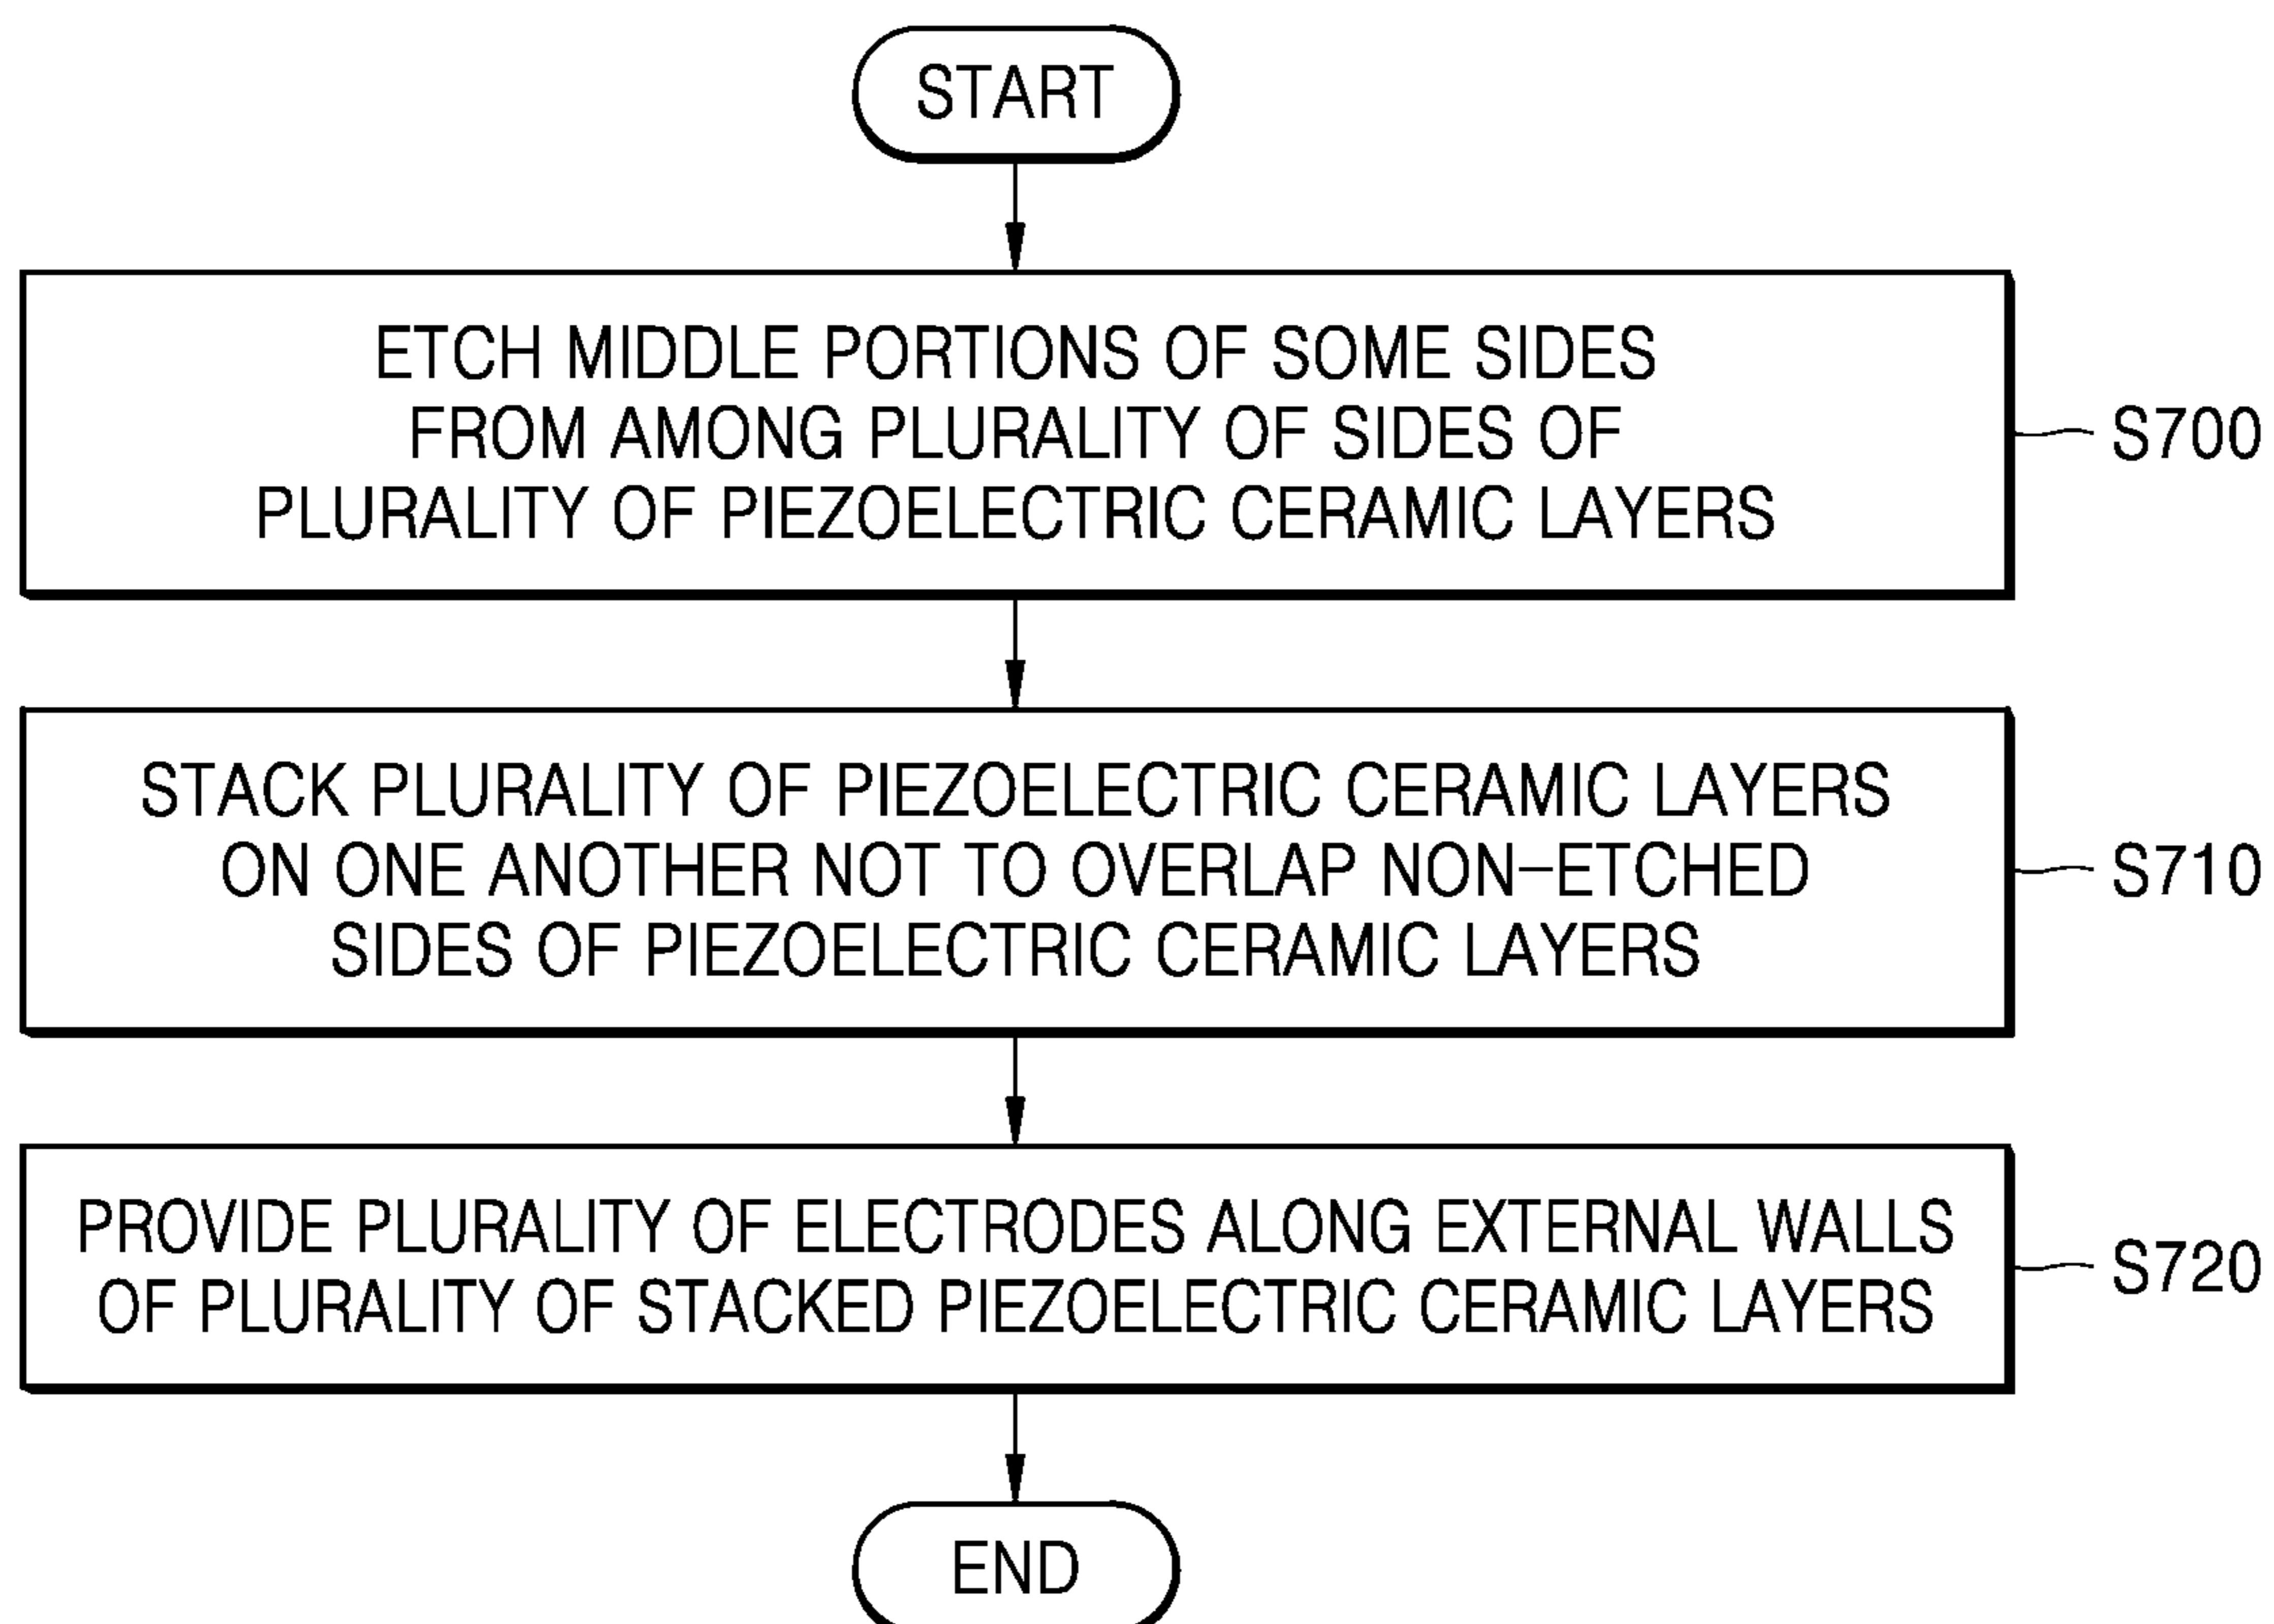 START
ETCH MIDDLE PORTIONS OF SOME SIDES
FROM AMONG PLURALITY OF SIDES OF
PLURALITY OF PIEZOELECTRIC CERAMIC LAYERS
S700
STACK PLURALITY OF PIEZOELECTRIC CERAMIC LAYERS
ON ONE ANOTHER NOT TO OVERLAP NON-ETCHED
SIDES OF PIEZOELECTRIC CERAMIC LAYERS
S710
PROVIDE PLURALITY OF ELECTRODES ALONG EXTERNAL WALLS
OF PLURALITY OF STACKED PIEZOELECTRIC CERAMIC LAYERS
S720
END